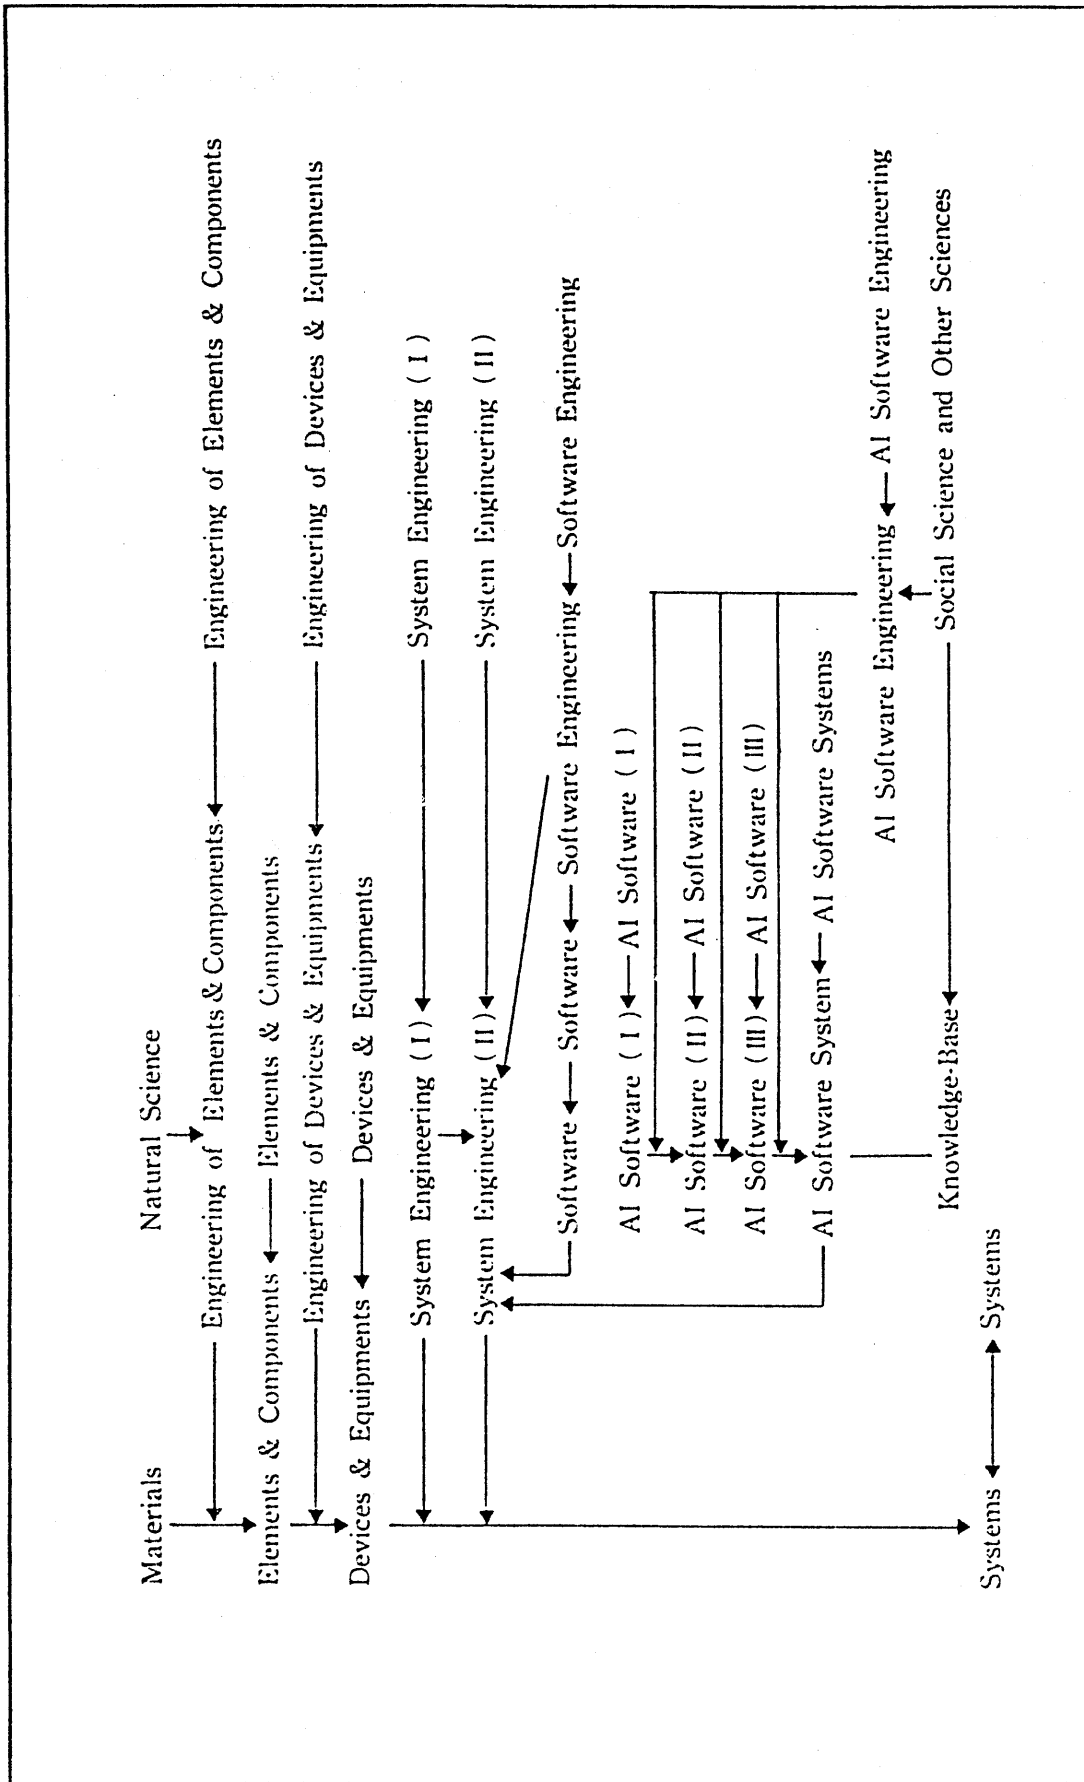 Materials Natural Science
Engineering of Elements & Components Engineering of Elements & Components
Elements & Components Elements & Components
Engineering of Devices & Equipments Engineering of Devices & Equipments
Devices & Equipments Devices & Equipments
System Engineering ( I ) System Engineering ( I )
System Engineering (II) System Engineering (II)
Software Software Software Engineering Software Engineering
AI Software ( I ) AI Software ( I )
AI Software (II) AI Software (II)
AI Software (III) AI Software (III)
AI Software System AI Software Systems
AI Software Engineering AI Software Engineering
Knowledge-Base Social Science and Other Sciences
Systems Systems